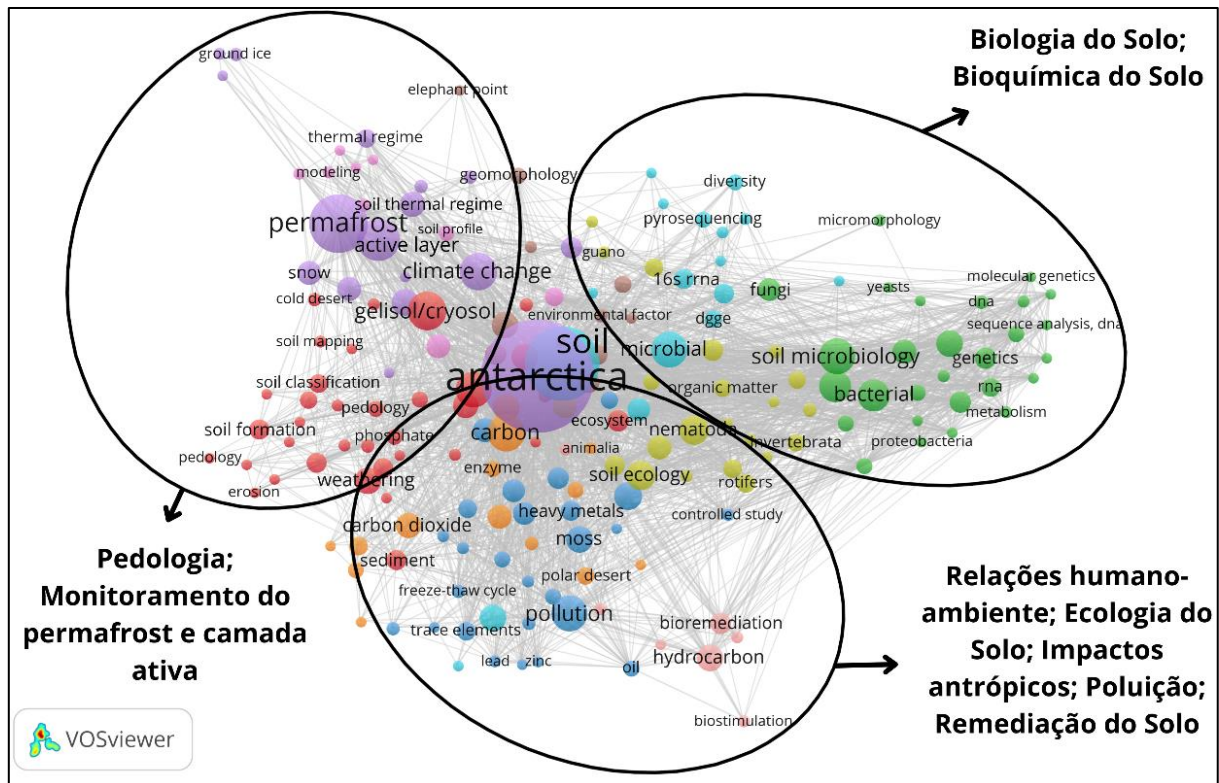 ground ice
Biologia do Solo;
Bioquímica do Solo
elephant point
thermal regime
modeling
geomorphology
diversity
soil thermal regime
pyrosequencing
micromorphology
permafrost
soil profile
active layer
guano
snow
climate change
16s rrna
fungi
yeasts
molecular genetics
cold desert
dna
gelisol/cryosol
environmental factor
dgge
sequence analysis, dna
soil mapping
soil
microbial
soil microbiology
genetics
antarctica
soil classification
organic matter
bacterial
rna
pedology
metabolism
soil formation
phosphate
carbon
ecosystem
nematoda
invertebrata
proteobacteria
pedology
enzyme
animalia
erosion
weathering
soil ecology
rotifers
carbon dioxide
heavy metals
controlled study
moss
sediment
polar desert
freeze-thaw cycle
pollution
trace elements
bioremediation
lead
zinc
oil
hydrocarbon
biostimulation
Pedologia;
Monitoramento do
permafrost e camada
ativa
Relações humano-
ambiente; Ecologia do
Solo; Impactos
antrópicos; Poluição;
Remediação do Solo
VOSviewer